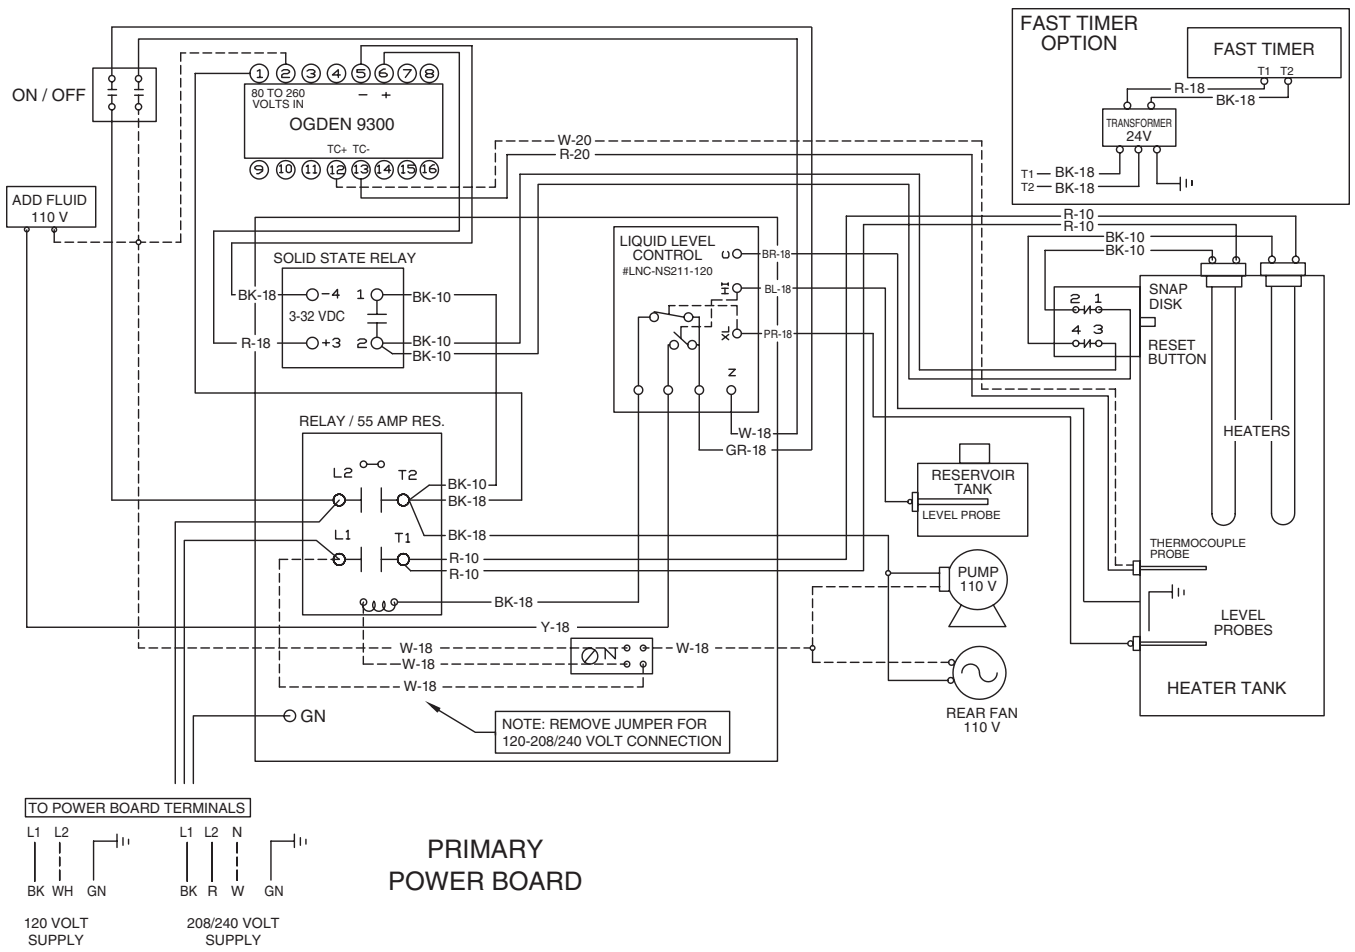 FAST TIMER
OPTION
FAST TIMER
T1 T2
R-18
BK-18
TRANSFORMER
24V
T1 BK-18
T2 BK-18
ON / OFF
1 2 3 4 5 6 7 8
80 TO 260
VOLTS IN
- +
OGDEN 9300
TC+ TC-
9 10 11 12 13 14 15 16
W-20
R-20
ADD FLUID
110 V
SOLID STATE RELAY
BK-18
-4 1
BK-10
3-32 VDC
R-18
+3 2
BK-10
BK-10
LIQUID LEVEL
CONTROL
#LNC-NS211-120
C
BR-18
HI
BL-18
XL
PR-18
N
W-18
GR-18
R-10
R-10
BK-10
BK-10
SNAP
DISK
2 1
4 3
RESET
BUTTON
HEATERS
RELAY / 55 AMP RES.
L2 T2
BK-10
BK-18
L1 T1
BK-18
R-10
R-10
BK-18
Y-18
RESERVOIR
TANK
LEVEL PROBE
THERMOCOUPLE
PROBE
PUMP
110 V
LEVEL
PROBES
HEATER TANK
W-18
W-18
W-18
N
W-18
REAR FAN
110 V
GN
NOTE: REMOVE JUMPER FOR
120-208/240 VOLT CONNECTION
TO POWER BOARD TERMINALS
L1 L2
L1 L2 N
BK WH GN
BK R W GN
120 VOLT
SUPPLY
208/240 VOLT
SUPPLY
PRIMARY
POWER BOARD